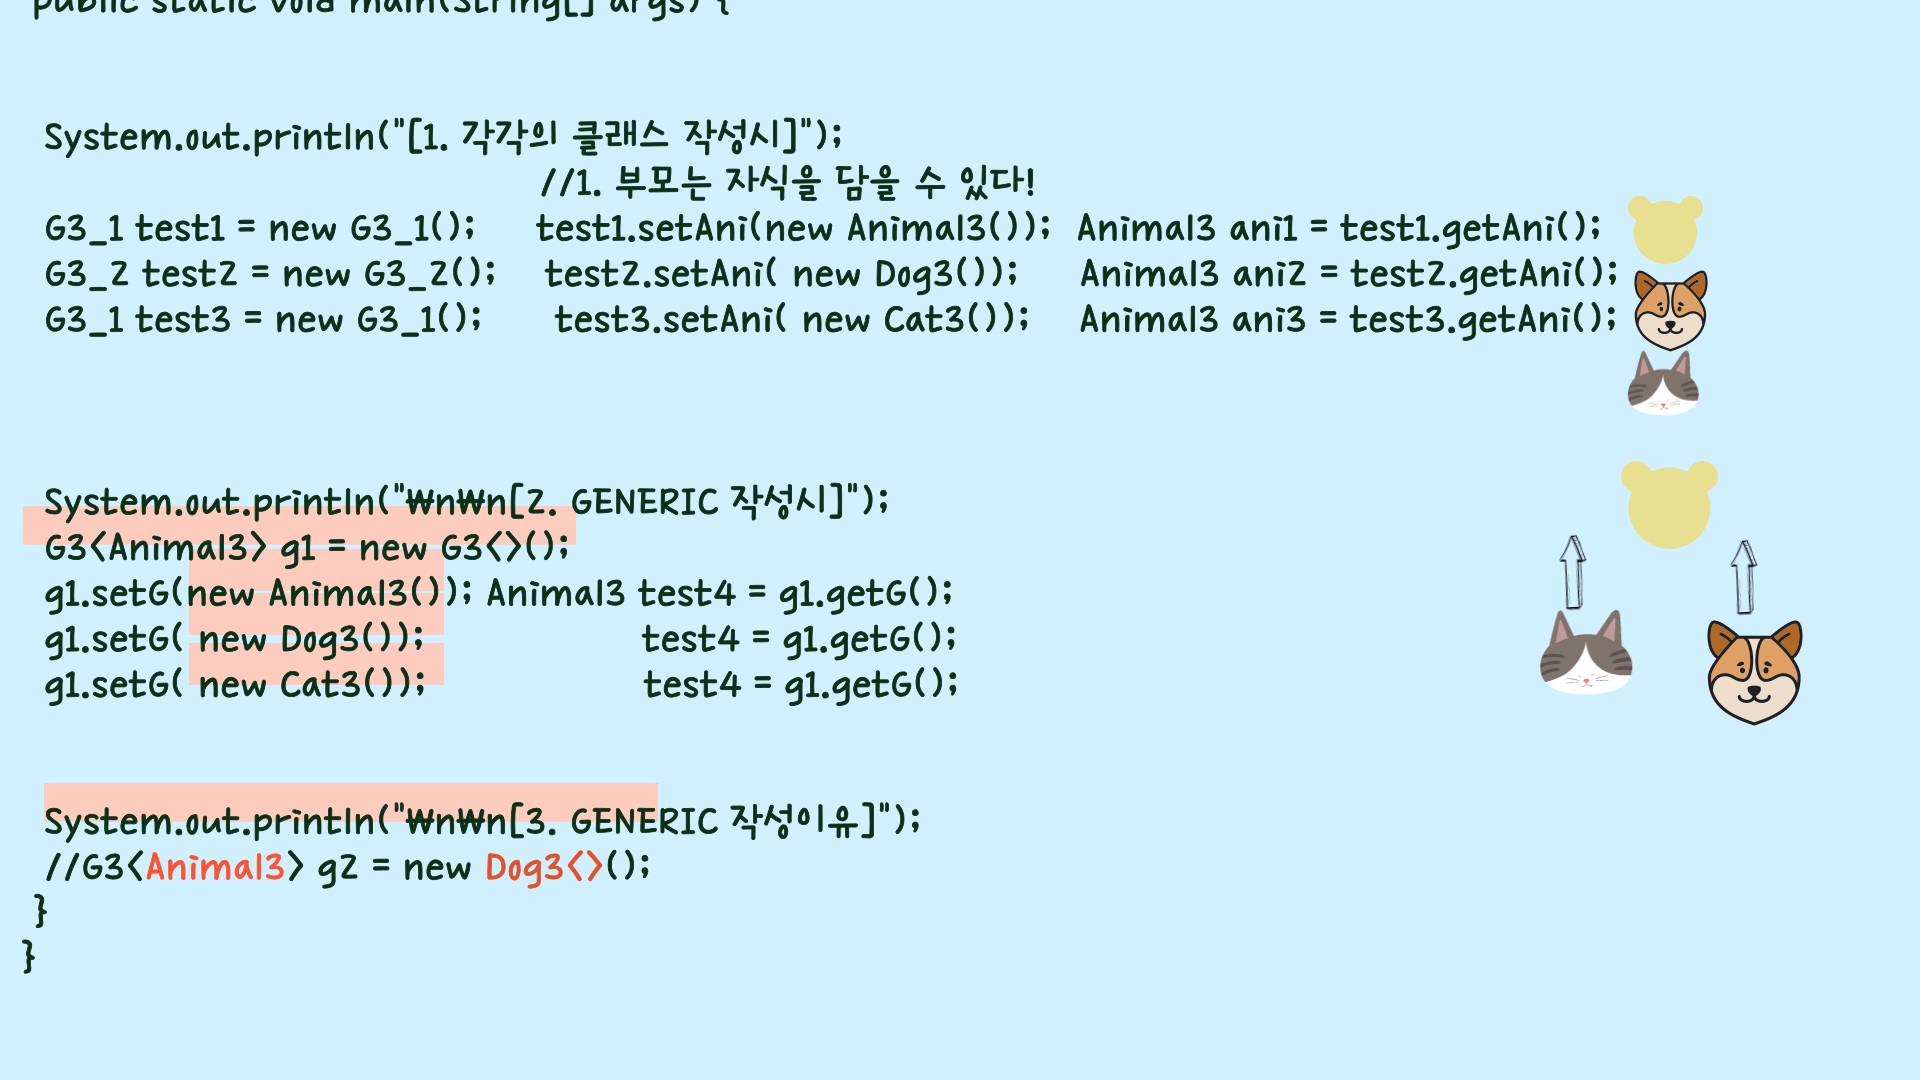 public static void main(String[] args) {
System.out.println("[1. 각각의 클래스 작성시]");
//1. 부모는 자식을 담을 수 있다!
G3_1 test1 = new G3_1(); test1.setAni(new Animal3()); Animal3 ani1 = test1.getAni();
G3_2 test2 = new G3_2(); test2.setAni( new Dog3()); Animal3 ani2 = test2.getAni();
G3_1 test3 = new G3_1(); test3.setAni( new Cat3()); Animal3 ani3 = test3.getAni();
System.out.println("₩n₩n[2. GENERIC 작성시]");
G3<Animal3> g1 = new G3<>();
g1.setG(new Animal3()); Animal3 test4 = g1.getG();
g1.setG( new Dog3()); test4 = g1.getG();
g1.setG( new Cat3()); test4 = g1.getG();
System.out.println("₩n₩n[3. GENERIC 작성이유]");
//G3<Animal3> g2 = new Dog3<>();
}
}